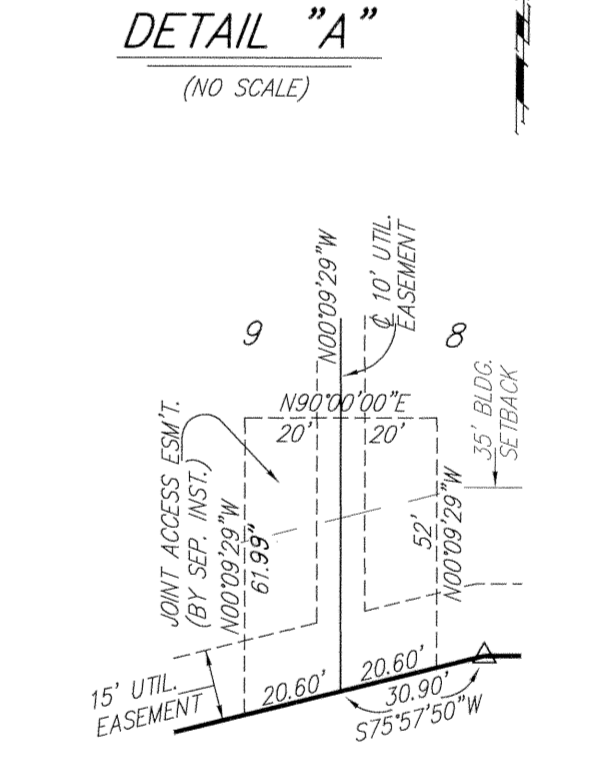 DETAIL "A"
(NO SCALE)
N00°09'29"W
℄ 10' UTIL.
EASEMENT
9
8
N90°00'00"E
20'
20'
35' BLDG.
SETBACK
JOINT ACCESS ESM'T.
(BY SEP. INST.)
N00°09'29"W
61.99"
52'
N00°09'29"W
15' UTIL.
EASEMENT
20.60'
20.60'
30.90'
S75°57'50"W